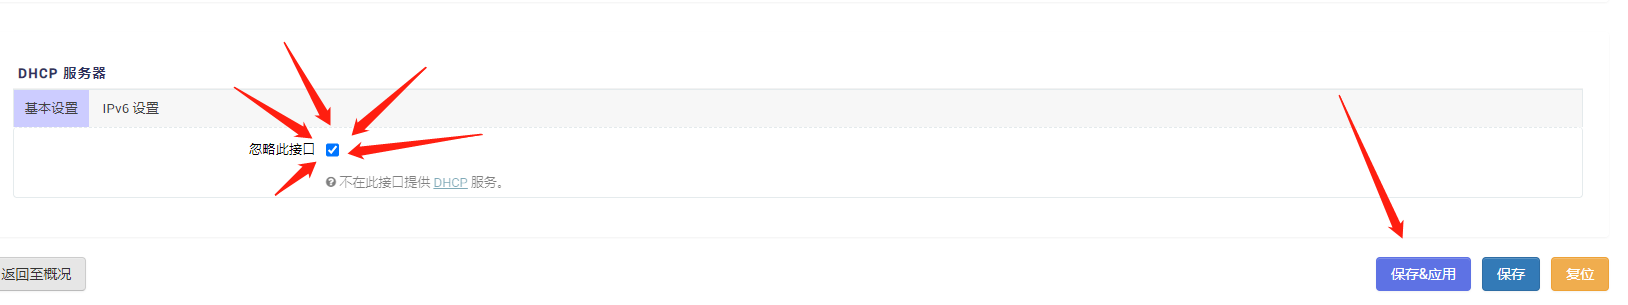 DHCP 服务器
基本设置 IPv6 设置
忽略此接口
不在此接口提供 DHCP 服务。
返回至概况 保存&应用 保存 复位